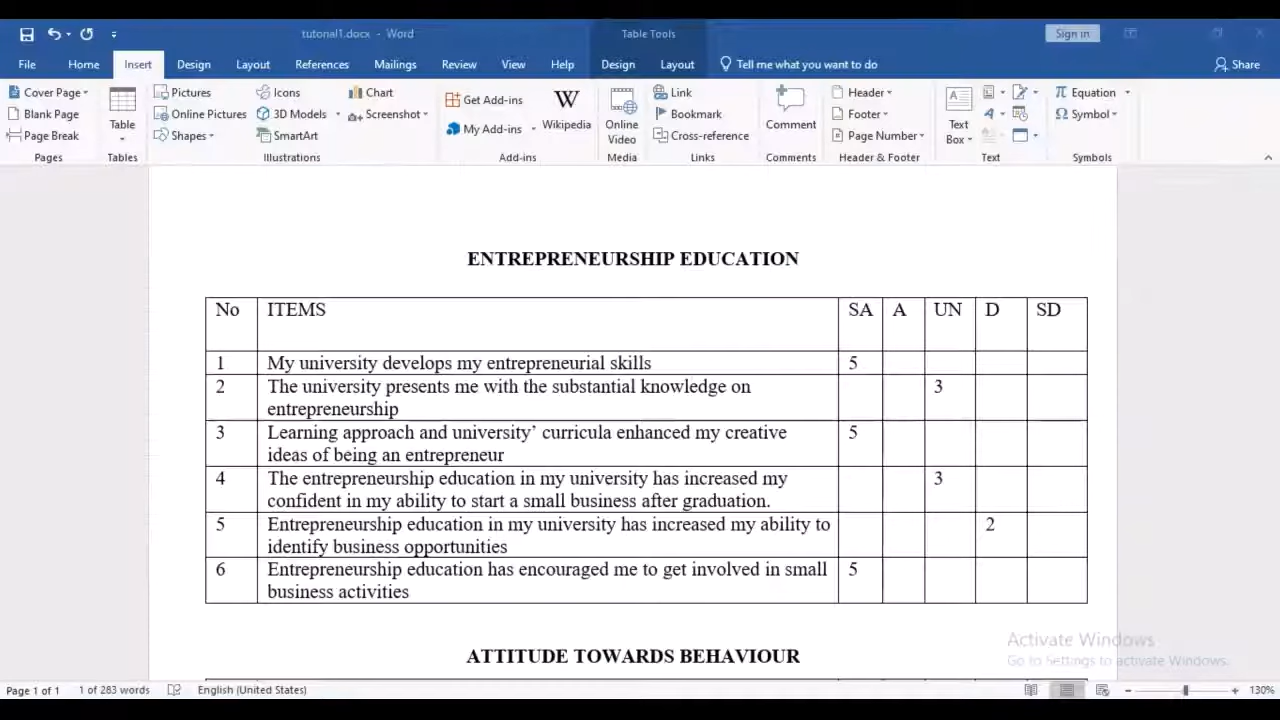 tutorial1.docx - Word
Table Tools
Sign in
File Home Insert Design Layout References Mailings Review View Help Design Layout Tell me what you want to do Share
Cover Page
Blank Page
Page Break
Pages
Table
Tables
Pictures
Online Pictures
Shapes
Icons
3D Models
SmartArt
Chart
Screenshot
Illustrations
Get Add-ins
My Add-ins
W
Wikipedia
Add-ins
Online
Video
Media
Link
Bookmark
Cross-reference
Links
Comment
Comments
Header
Footer
Page Number
Header & Footer
Text
Box
Text
Equation
Symbol
Symbols
ENTREPRENEURSHIP EDUCATION
No ITEMS SA A UN D SD
1 My university develops my entrepreneurial skills 5
2 The university presents me with the substantial knowledge on 3
entrepreneurship
3 Learning approach and university’ curricula enhanced my creative 5
ideas of being an entrepreneur
4 The entrepreneurship education in my university has increased my 3
confident in my ability to start a small business after graduation.
5 Entrepreneurship education in my university has increased my ability to 2
identify business opportunities
6 Entrepreneurship education has encouraged me to get involved in small 5
business activities
ATTITUDE TOWARDS BEHAVIOUR
Activate Windows
Go to Settings to activate Windows.
Page 1 of 1 1 of 283 words English (United States) 130%